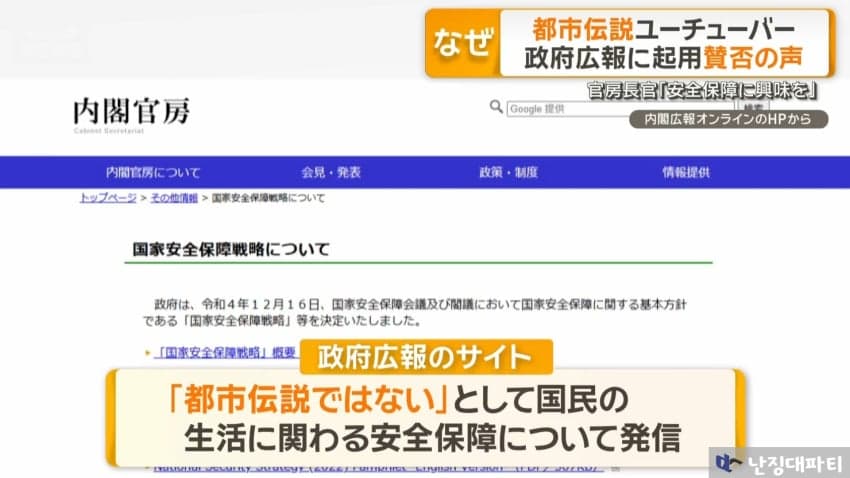 なぜ
都市伝説ユーチューバー
政府広報に起用賛否の声
官房長官「安全保障に興味を」
内閣広報オンラインのHPから
内閣官房
Cabinet Secretariat
Google 提供
検索
内閣官房について
会見・発表
政策・制度
情報提供
トップページ > その他情報 > 国家安全保障戦略について
国家安全保障戦略について
政府は、令和4年12月16日、国家安全保障会議及び閣議において国家安全保障に関する基本方針
である「国家安全保障戦略」等を決定いたしました。
「国家安全保障戦略」概要
政府広報のサイト
「都市伝説ではない」として国民の
生活に関わる安全保障について発信
National Security Strategy (2022) Pamphlet
난징대파티